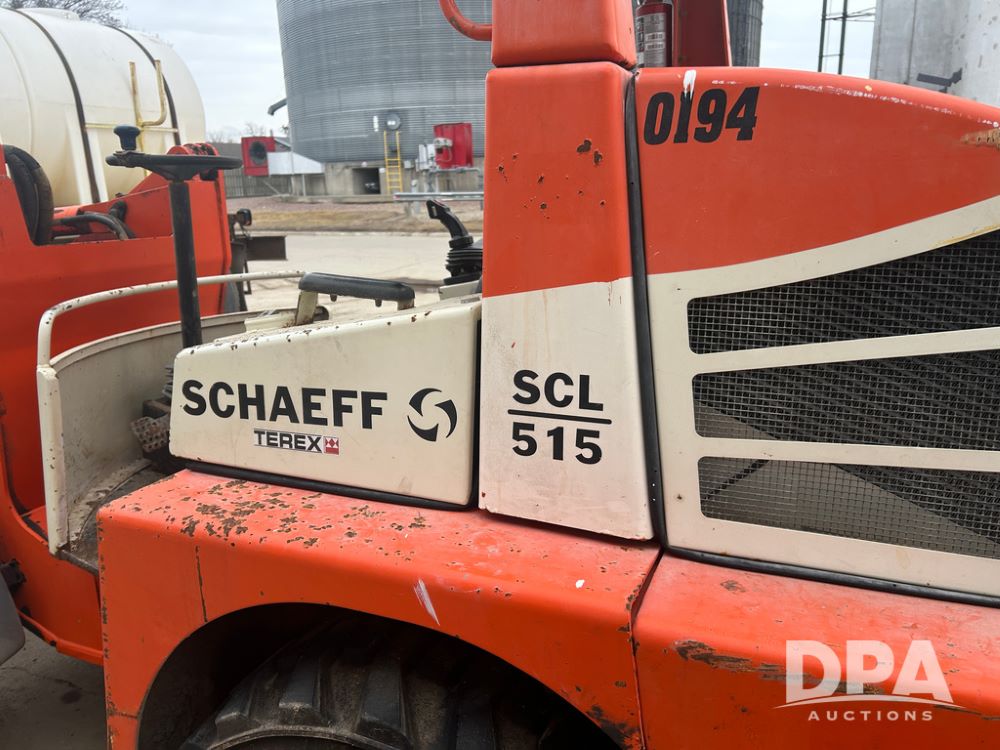 0194
SCHAEFF
TEREX
SCL
515
DPA
AUCTIONS